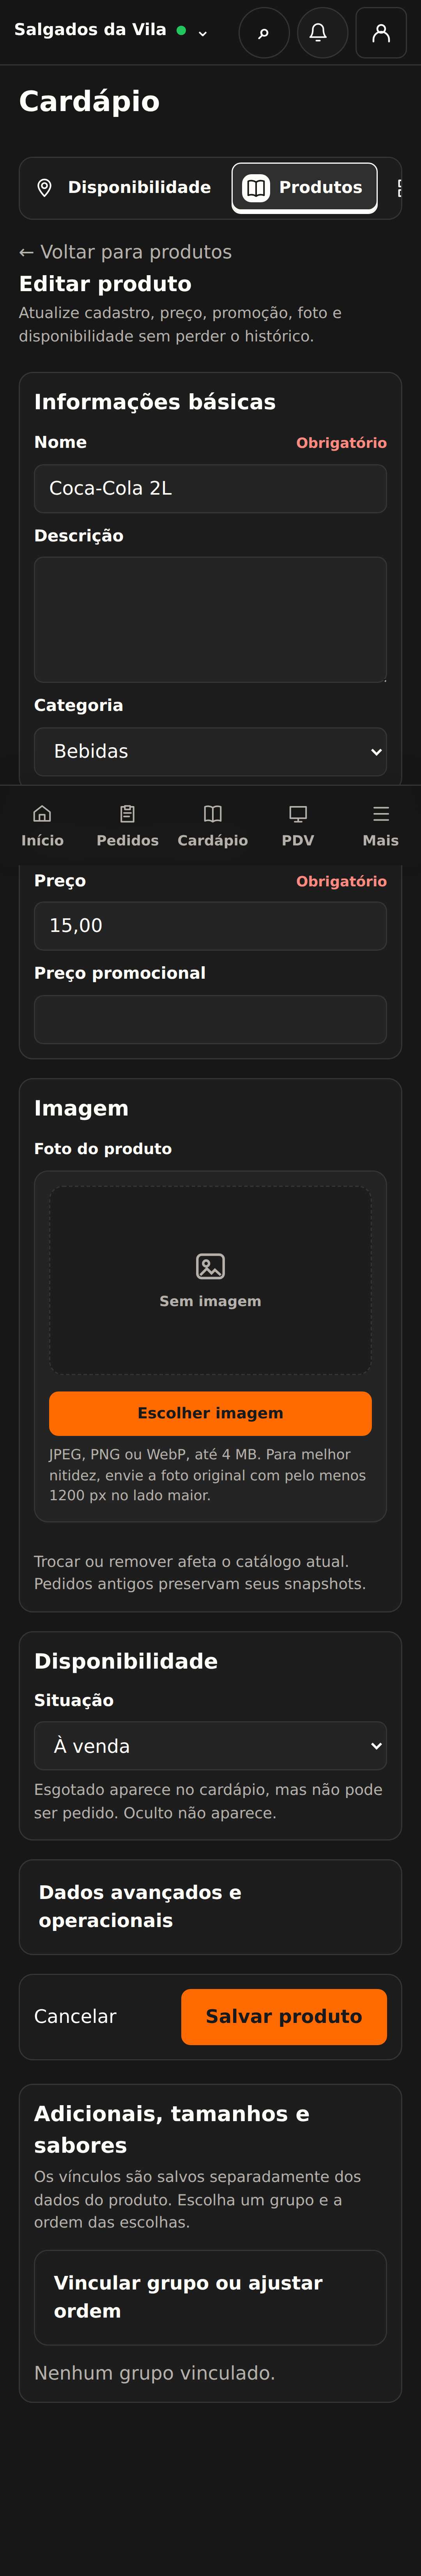 Salgados da Vila
Cardápio
Disponibilidade
Produtos
← Voltar para produtos
Editar produto
Atualize cadastro, preço, promoção, foto e
disponibilidade sem perder o histórico.
Informações básicas
Nome
Obrigatório
Coca-Cola 2L
Descrição
Categoria
Bebidas
Início
Pedidos
Cardápio
PDV
Mais
Preço
Obrigatório
15,00
Preço promocional
Imagem
Foto do produto
Sem imagem
Escolher imagem
JPEG, PNG ou WebP, até 4 MB. Para melhor
nitidez, envie a foto original com pelo menos
1200 px no lado maior.
Trocar ou remover afeta o catálogo atual.
Pedidos antigos preservam seus snapshots.
Disponibilidade
Situação
À venda
Esgotado aparece no cardápio, mas não pode
ser pedido. Oculto não aparece.
Dados avançados e
operacionais
Cancelar
Salvar produto
Adicionais, tamanhos e
sabores
Os vínculos são salvos separadamente dos
dados do produto. Escolha um grupo e a
ordem das escolhas.
Vincular grupo ou ajustar
ordem
Nenhum grupo vinculado.